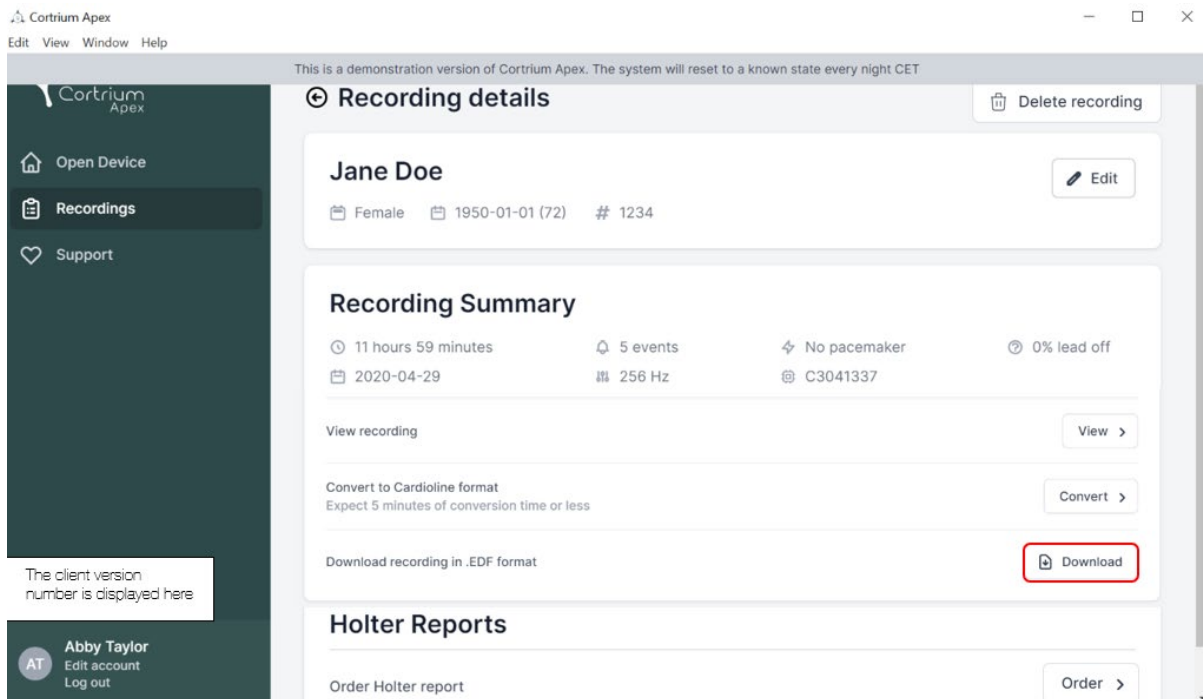 Cortrium Apex
Edit View Window Help
This is a demonstration version of Cortrium Apex. The system will reset to a known state every night CET
Cortrium
Apex
Open Device
Recordings
Support
The client version
number is displayed here
AT
Abby Taylor
Edit account
Log out
Recording details
Delete recording
Jane Doe
Edit
Female 1950-01-01 (72) # 1234
Recording Summary
11 hours 59 minutes 5 events No pacemaker 0% lead off
2020-04-29 256 Hz C3041337
View recording
View >
Convert to Cardioline format
Expect 5 minutes of conversion time or less
Convert >
Download recording in .EDF format
Download
Holter Reports
Order Holter report
Order >